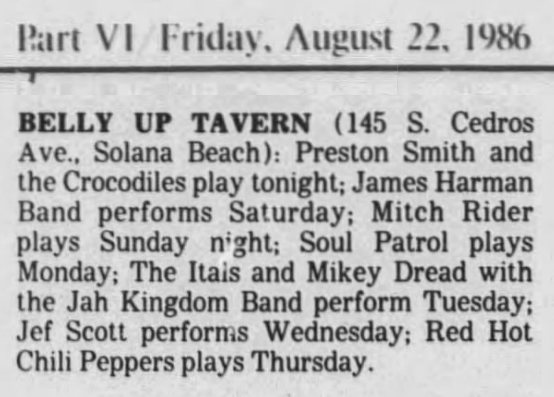 Part VI/Friday, August 22, 1986
BELLY UP TAVERN (145 S. Cedros
Ave., Solana Beach): Preston Smith and
the Crocodiles play tonight; James Harman
Band performs Saturday; Mitch Rider
plays Sunday night; Soul Patrol plays
Monday; The Itais and Mikey Dread with
the Jah Kingdom Band perform Tuesday;
Jef Scott performs Wednesday; Red Hot
Chili Peppers plays Thursday.